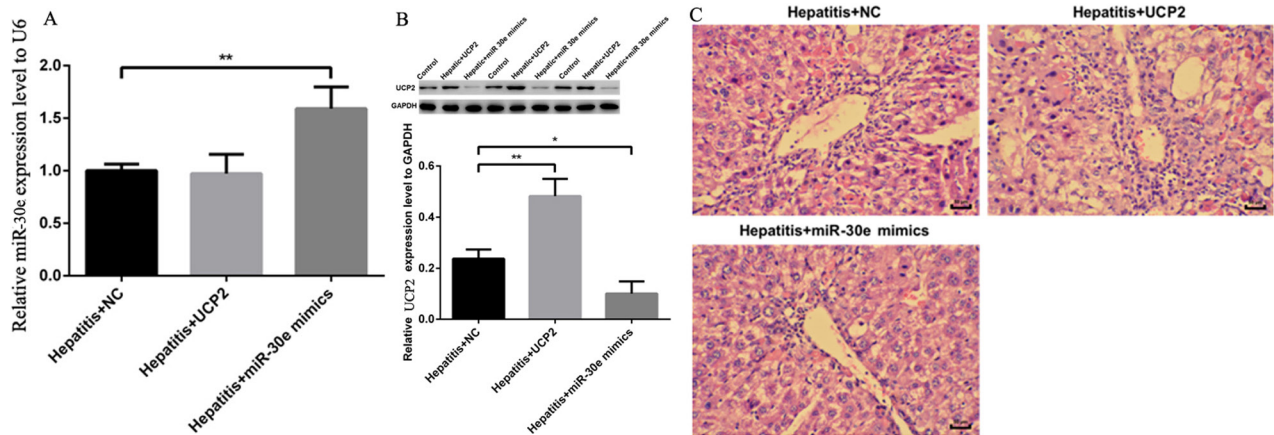 A
Relative miR-30e expression level to U6
2.0
1.5
1.0
0.5
0.0
**
Hepatitis+NC
Hepatitis+UCP2
Hepatitis+miR-30e mimics
B
Control
Hepatic+UCP2
Hepatitis+miR 30e mimics
Control
Hepatic+UCP2
Hepatitis+miR 30e mimics
Control
Hepatic+UCP2
Hepatitis+miR 30e mimics
UCP2
GAPDH
Relative UCP2 expression level to GAPDH
0.6
0.4
0.2
0.0
*
**
Hepatitis+NC
Hepatitis+UCP2
Hepatitis+miR-30e mimics
C
Hepatitis+NC
Hepatitis+UCP2
Hepatitis+miR-30e mimics